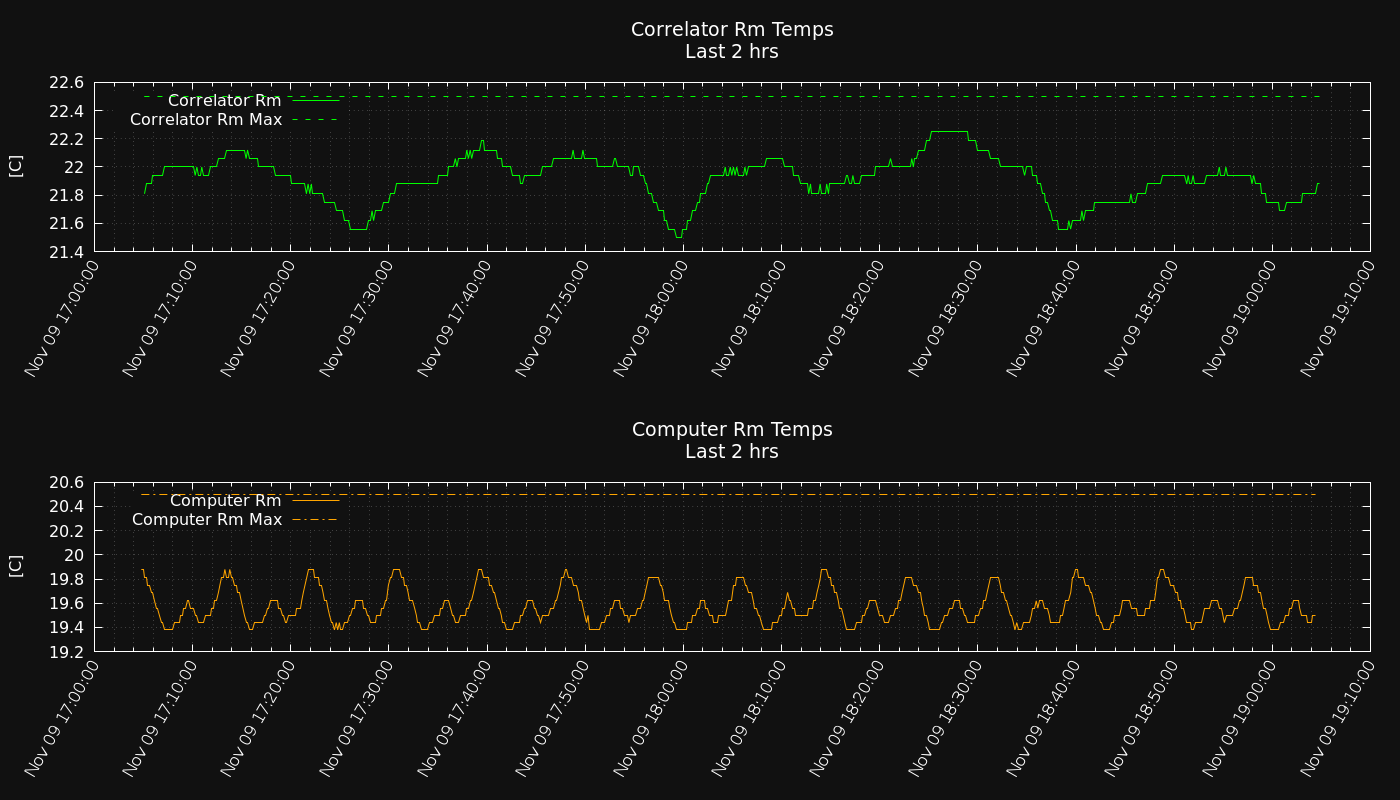 Correlator Rm Temps
Last 2 hrs
22.6
22.4
22.2
22
21.8
21.6
21.4
[C]
Correlator Rm
Correlator Rm Max
Nov 09 17:00:00
Nov 09 17:10:00
Nov 09 17:20:00
Nov 09 17:30:00
Nov 09 17:40:00
Nov 09 17:50:00
Nov 09 18:00:00
Nov 09 18:10:00
Nov 09 18:20:00
Nov 09 18:30:00
Nov 09 18:40:00
Nov 09 18:50:00
Nov 09 19:00:00
Nov 09 19:10:00
Computer Rm Temps
Last 2 hrs
20.6
20.4
20.2
20
19.8
19.6
19.4
19.2
[C]
Computer Rm
Computer Rm Max
Nov 09 17:00:00
Nov 09 17:10:00
Nov 09 17:20:00
Nov 09 17:30:00
Nov 09 17:40:00
Nov 09 17:50:00
Nov 09 18:00:00
Nov 09 18:10:00
Nov 09 18:20:00
Nov 09 18:30:00
Nov 09 18:40:00
Nov 09 18:50:00
Nov 09 19:00:00
Nov 09 19:10:00